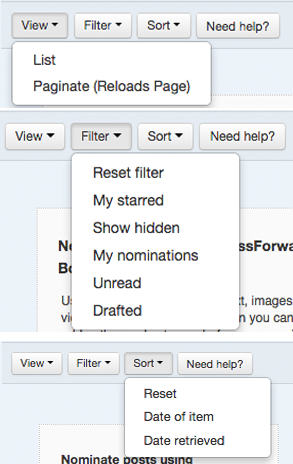 View Filter Sort Need help?
List
Paginate (Reloads Page)
View Filter Sort Need help?
Reset filter
My starred
Show hidden
My nominations
Unread
Drafted
View Filter Sort Need help?
Reset
Date of item
Date retrieved
Nominate posts using